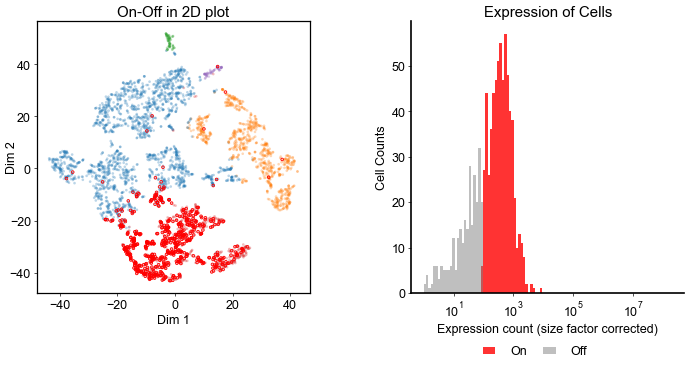 On-Off in 2D plot
Dim 2
40
20
0
−20
−40
−40 −20 0 20 40
Dim 1
Expression of Cells
Cell Counts
50
40
30
20
10
0
10^1 10^3 10^5 10^7
Expression count (size factor corrected)
On Off